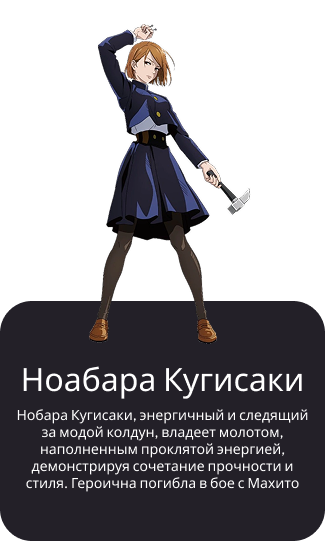 Ноабара Кугисаки
Нобара Кугисаки, энергичный и следящий
за модой колдун, владеет молотом,
наполненным проклятой энергией,
демонстрируя сочетание прочности и
стиля. Героична погибла в бое с Махито